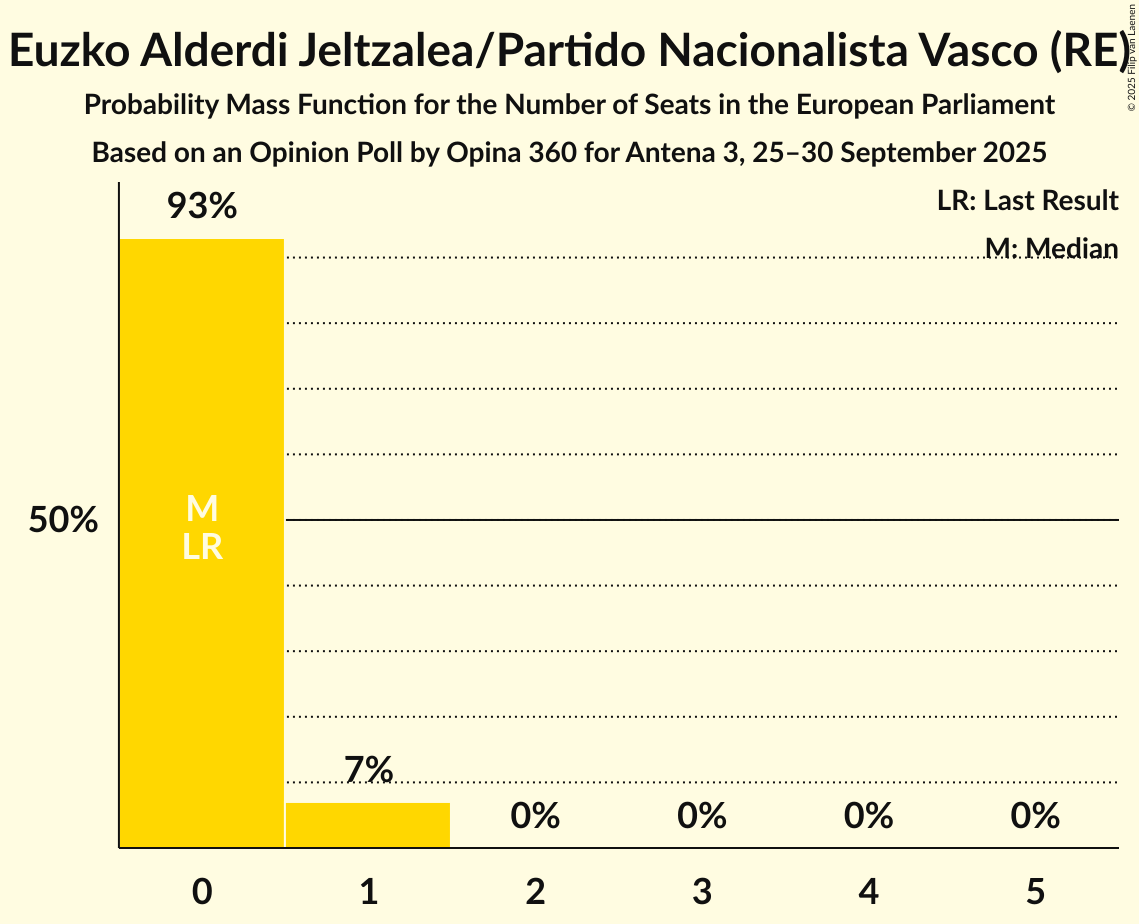 Euzko Alderdi Jeltzalea/Partido Nacionalista Vasco (RE)
© 2025 Filip van Laenen
Probability Mass Function for the Number of Seats in the European Parliament
Based on an Opinion Poll by Opina 360 for Antena 3, 25–30 September 2025
LR: Last Result
M: Median
93%
50%
M
LR
7%
0% 0% 0% 0%
0 1 2 3 4 5